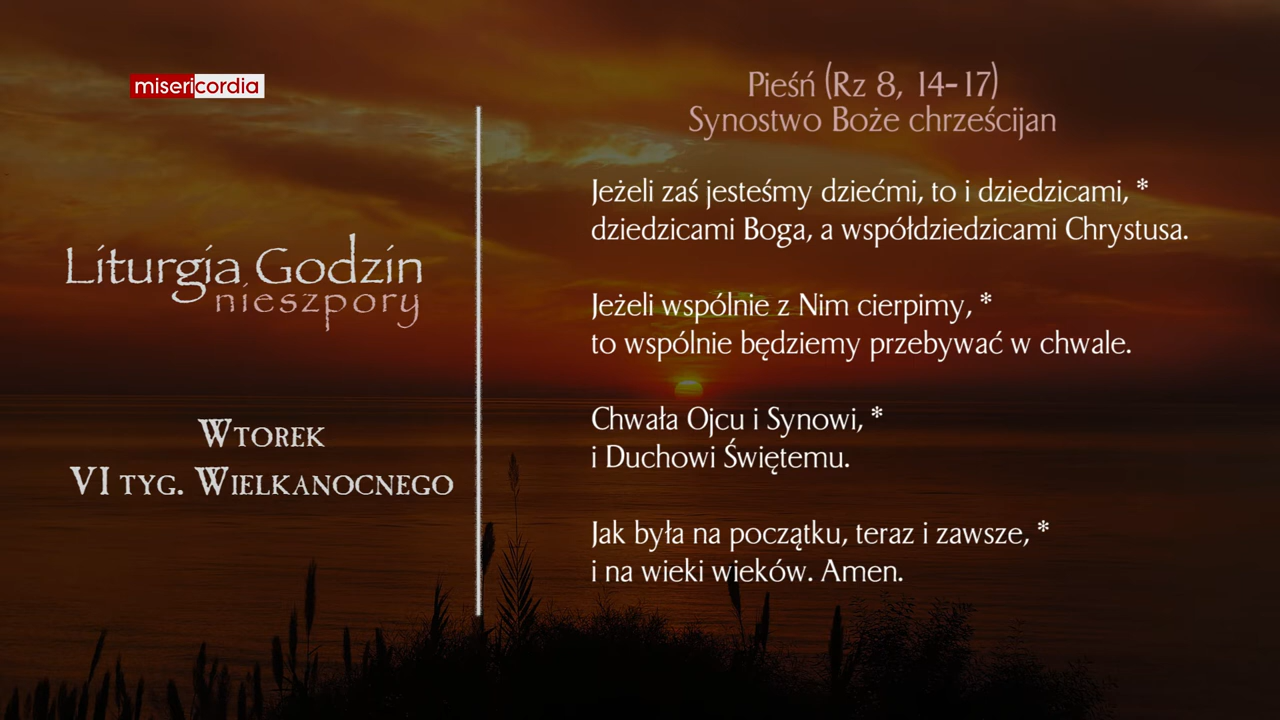 misericordia
Liturgia Godzin
nieszpory
Wtorek
VI tyg. Wielkanocnego
Pieśń (Rz 8, 14-17)
Synostwo Boże chrześcijan
Jeżeli zaś jesteśmy dziećmi, to i dziedzicami, *
dziedzicami Boga, a współdziedzicami Chrystusa.
Jeżeli wspólnie z Nim cierpimy, *
to wspólnie będziemy przebywać w chwale.
Chwała Ojcu i Synowi, *
i Duchowi Świętemu.
Jak była na początku, teraz i zawsze, *
i na wieki wieków. Amen.